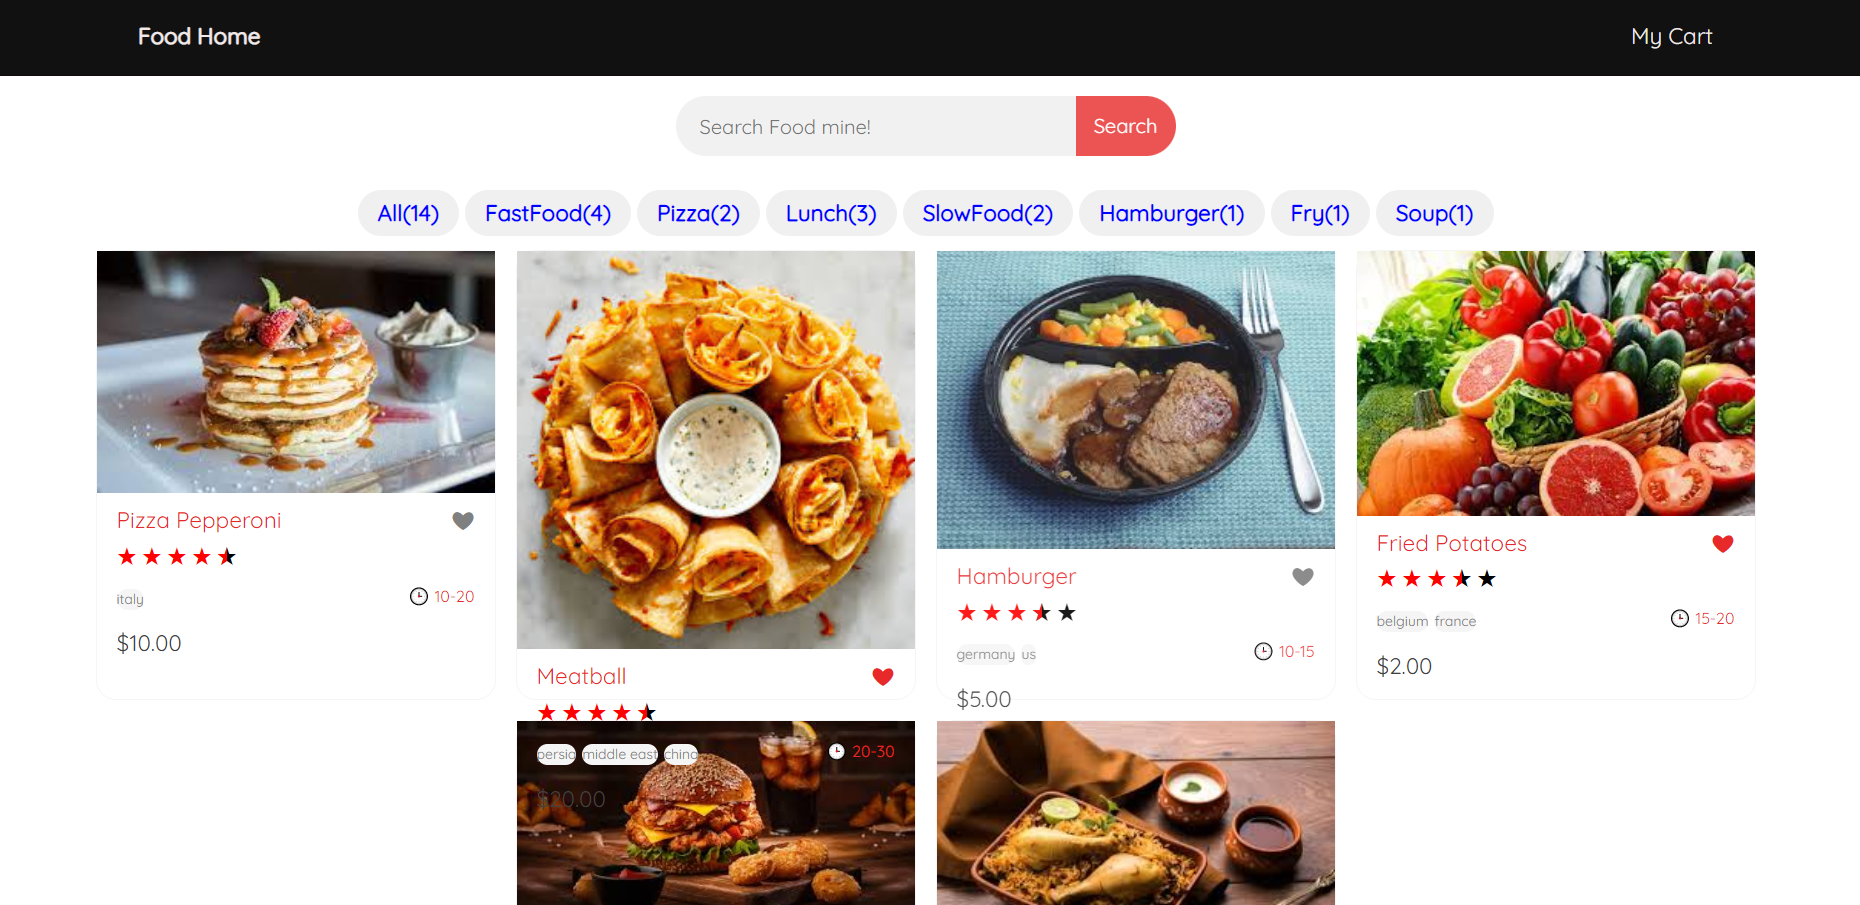 Food Home
My Cart
Search Food mine!
Search
All(14)
FastFood(4)
Pizza(2)
Lunch(3)
SlowFood(2)
Hamburger(1)
Fry(1)
Soup(1)
Pizza Pepperoni
italy
10-20
$10.00
Meatball
persia
middle east
china
20-30
$20.00
Hamburger
germany
us
10-15
$5.00
Fried Potatoes
belgium
france
15-20
$2.00